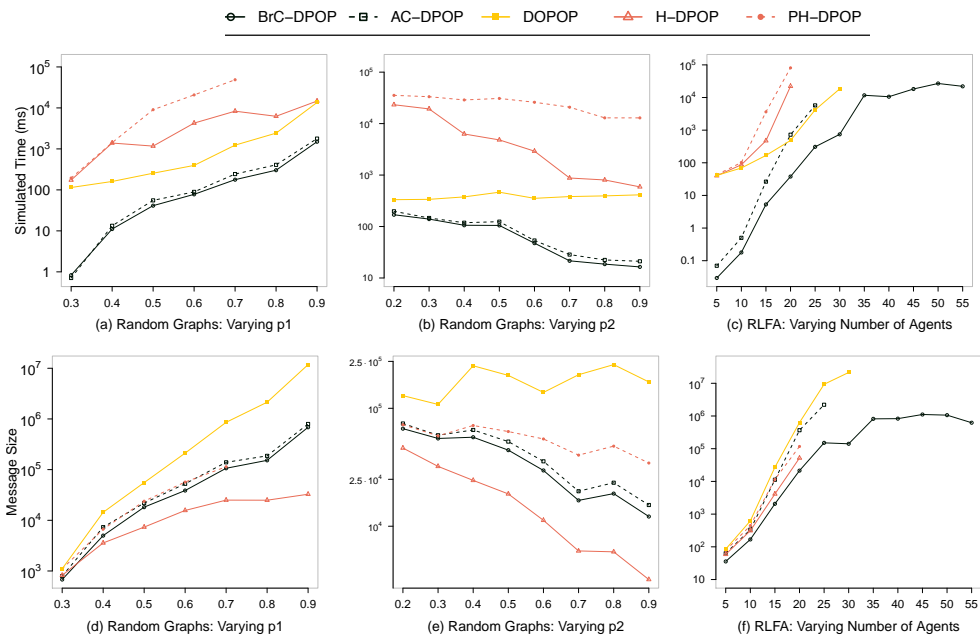 BrC−DPOP AC−DPOP DOPOP H−DPOP PH−DPOP
Simulated Time (ms)
10^5
10^4
10^3
100
10
1
0.3 0.4 0.5 0.6 0.7 0.8 0.9
(a) Random Graphs: Varying p1
10^5
10^4
10^3
100
10
0.2 0.3 0.4 0.5 0.6 0.7 0.8 0.9
(b) Random Graphs: Varying p2
10^5
10^4
10^3
100
10
1
0.1
5 10 15 20 25 30 35 40 45 50 55
(c) RLFA: Varying Number of Agents
Message Size
10^7
10^6
10^5
10^4
10^3
0.3 0.4 0.5 0.6 0.7 0.8 0.9
(d) Random Graphs: Varying p1
2.5 · 10^5
10^5
2.5 · 10^4
10^4
0.2 0.3 0.4 0.5 0.6 0.7 0.8 0.9
(e) Random Graphs: Varying p2
10^7
10^6
10^5
10^4
10^3
10^2
10
5 10 15 20 25 30 35 40 45 50 55
(f) RLFA: Varying Number of Agents